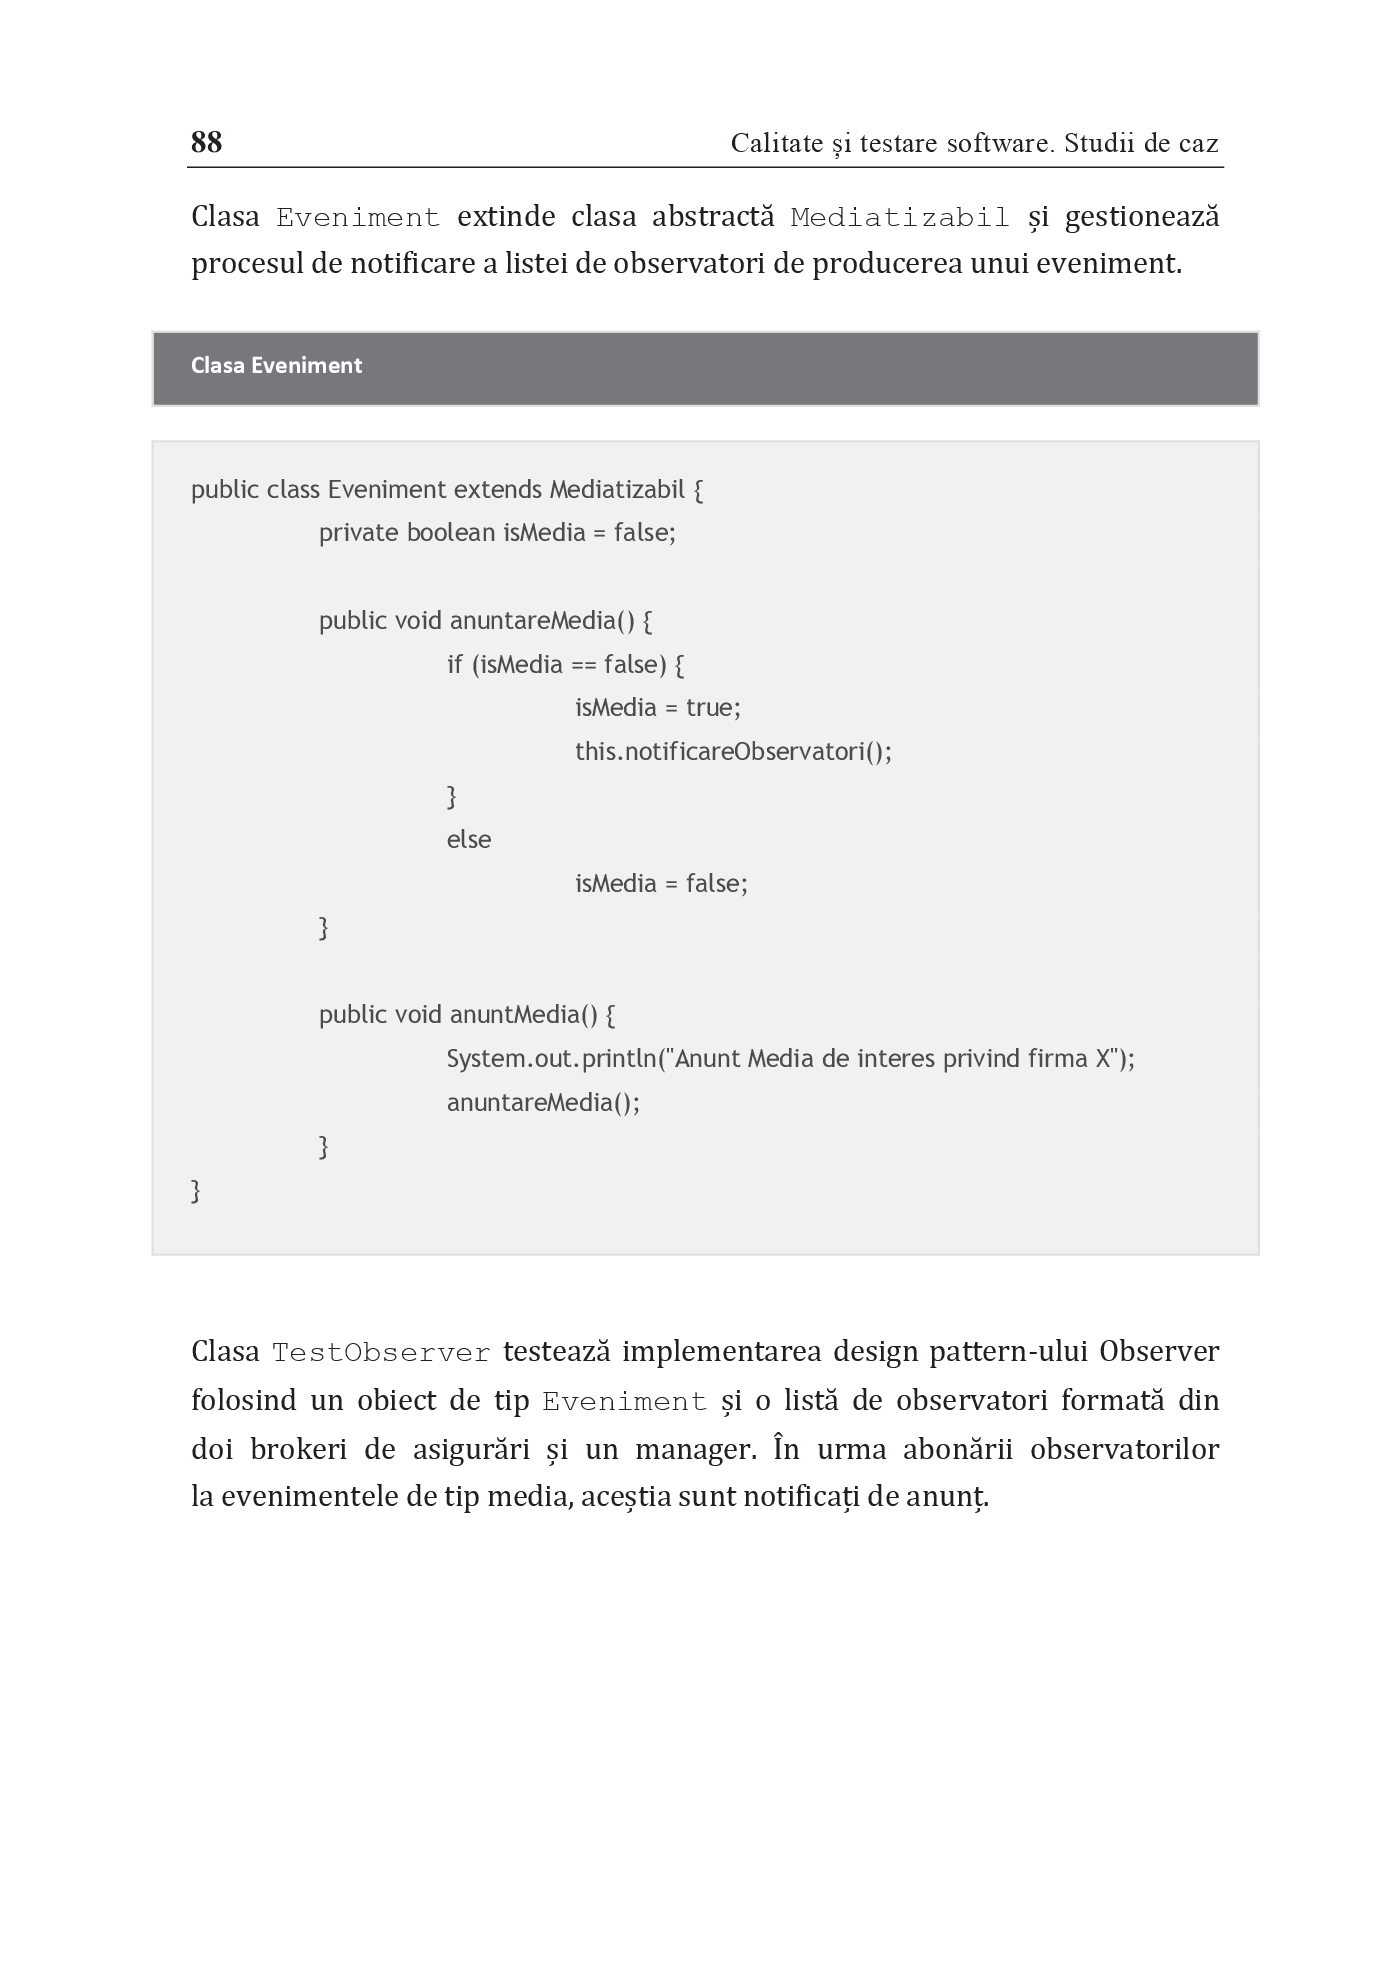 88 Calitate și testare software. Studii de caz
Clasa Eveniment extinde clasa abstractă Mediatizabil și gestionează
procesul de notificare a listei de observatori de producerea unui eveniment.
Clasa Eveniment
public class Eveniment extends Mediatizabil {
private boolean isMedia = false;
public void anuntareMedia() {
if (isMedia == false) {
isMedia = true;
this.notificareObservatori();
}
else
isMedia = false;
}
public void anuntMedia() {
System.out.println("Anunt Media de interes privind firma X");
anuntareMedia();
}
}
Clasa TestObserver testează implementarea design pattern-ului Observer
folosind un obiect de tip Eveniment și o listă de observatori formată din
doi brokeri de asigurări și un manager. În urma abonării observatorilor
la evenimentele de tip media, aceștia sunt notificați de anunț.